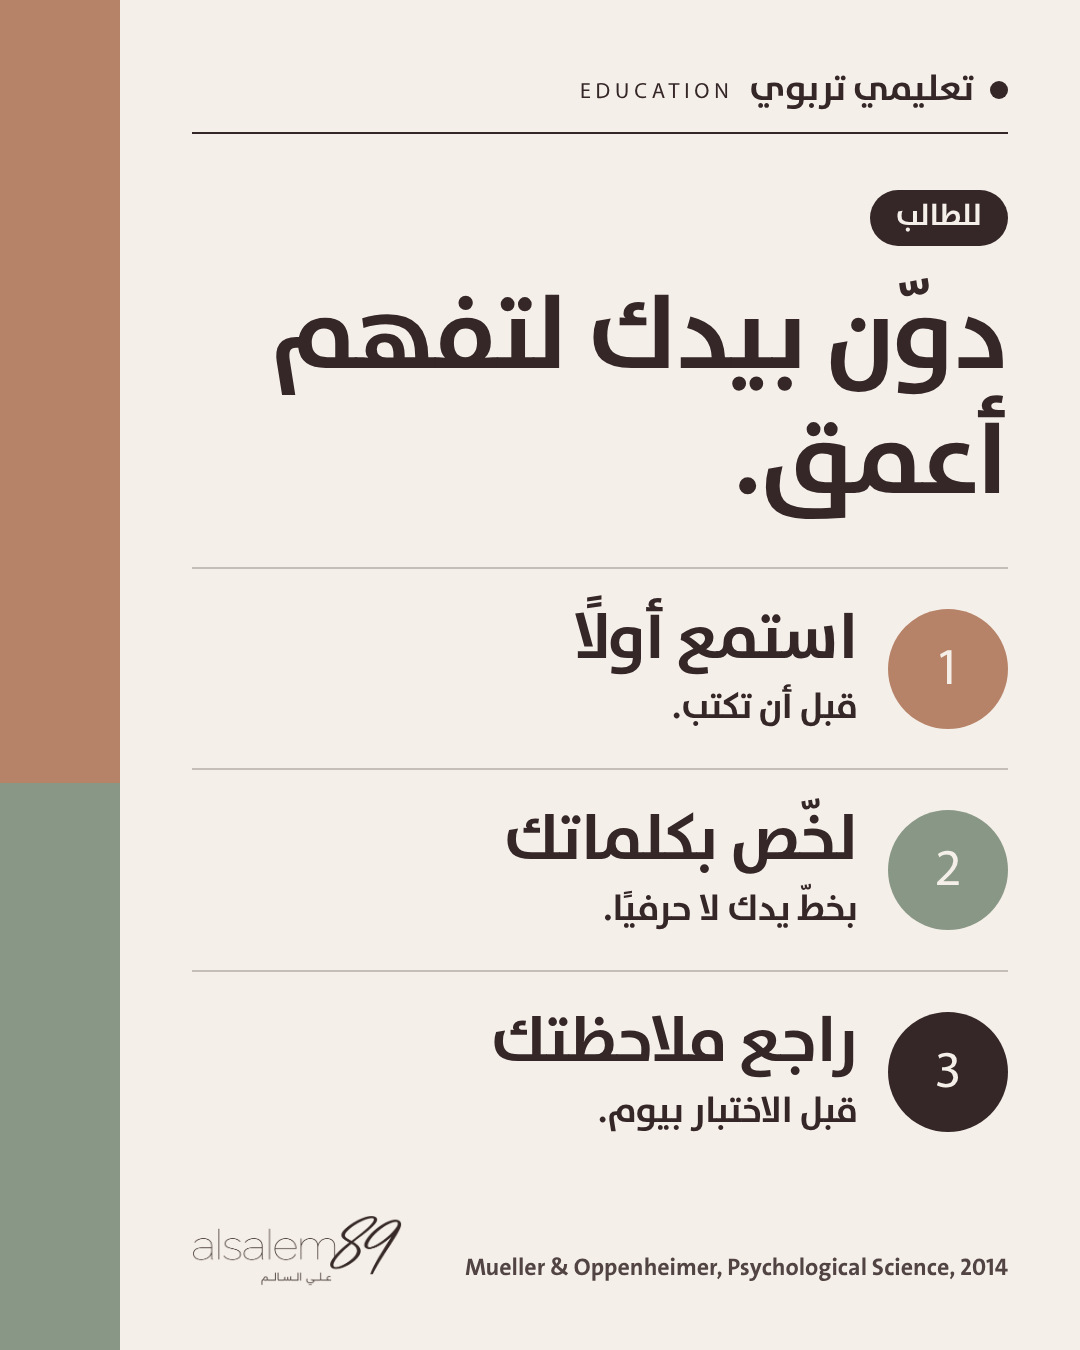 تعليمي تربوي EDUCATION
للطالب
دوّن بيدك لتفهم
أعمق.
1
استمع أولًا
قبل أن تكتب.
2
لخّص بكلماتك
بخطّ يدك لا حرفيًا.
3
راجع ملاحظتك
قبل الاختبار بيوم.
alsalem89
علي السالم
Mueller & Oppenheimer, Psychological Science, 2014